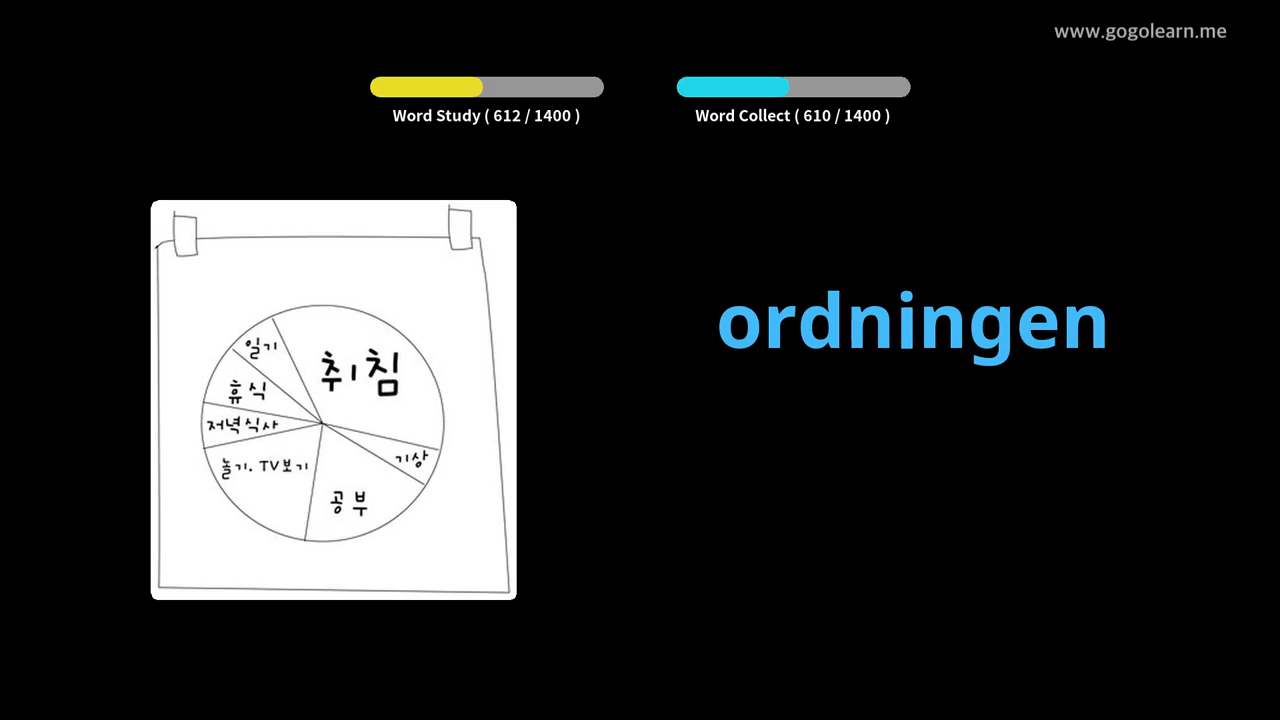 www.gogolearn.me
Word Study ( 612 / 1400 )
Word Collect ( 610 / 1400 )
일기
취침
휴식
저녁식사
놀기. TV보기
기상
공부
ordningen